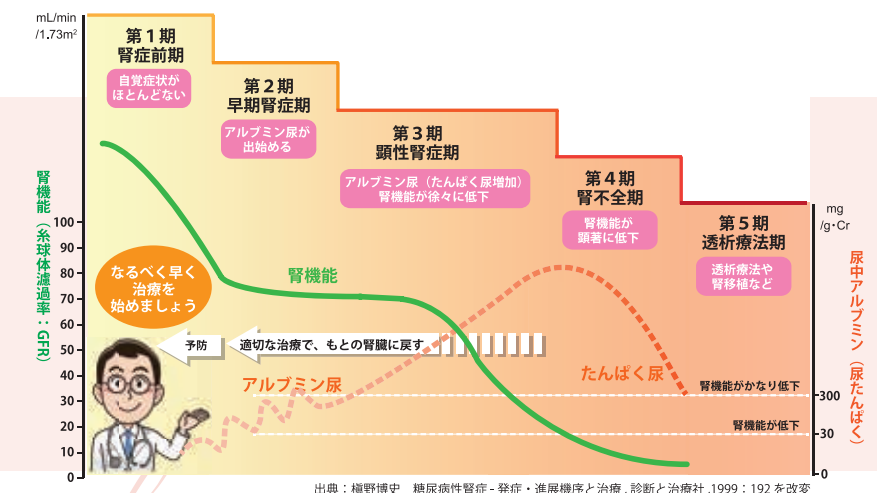 mL/min
/1.73m²
第1期
腎症前期
自覚症状が
ほとんどない
第2期
早期腎症期
アルブミン尿が
出始める
第3期
顕性腎症期
アルブミン尿（たんぱく尿増加）
腎機能が徐々に低下
第4期
腎不全期
腎機能が
顕著に低下
第5期
透析療法期
透析療法や
腎移植など
mg
/g・Cr
腎機能（糸球体濾過率：GFR）
100
90
80
70
60
50
40
30
20
10
0
なるべく早く
治療を
始めましょう
腎機能
予防
適切な治療で、もとの腎臓に戻す
アルブミン尿
たんぱく尿
腎機能がかなり低下
腎機能が低下
300
30
0
尿中アルブミン（尿たんぱく）
出典：槇野博史　糖尿病性腎症-発症・進展機序と治療．診断と治療社，1999：192を改変